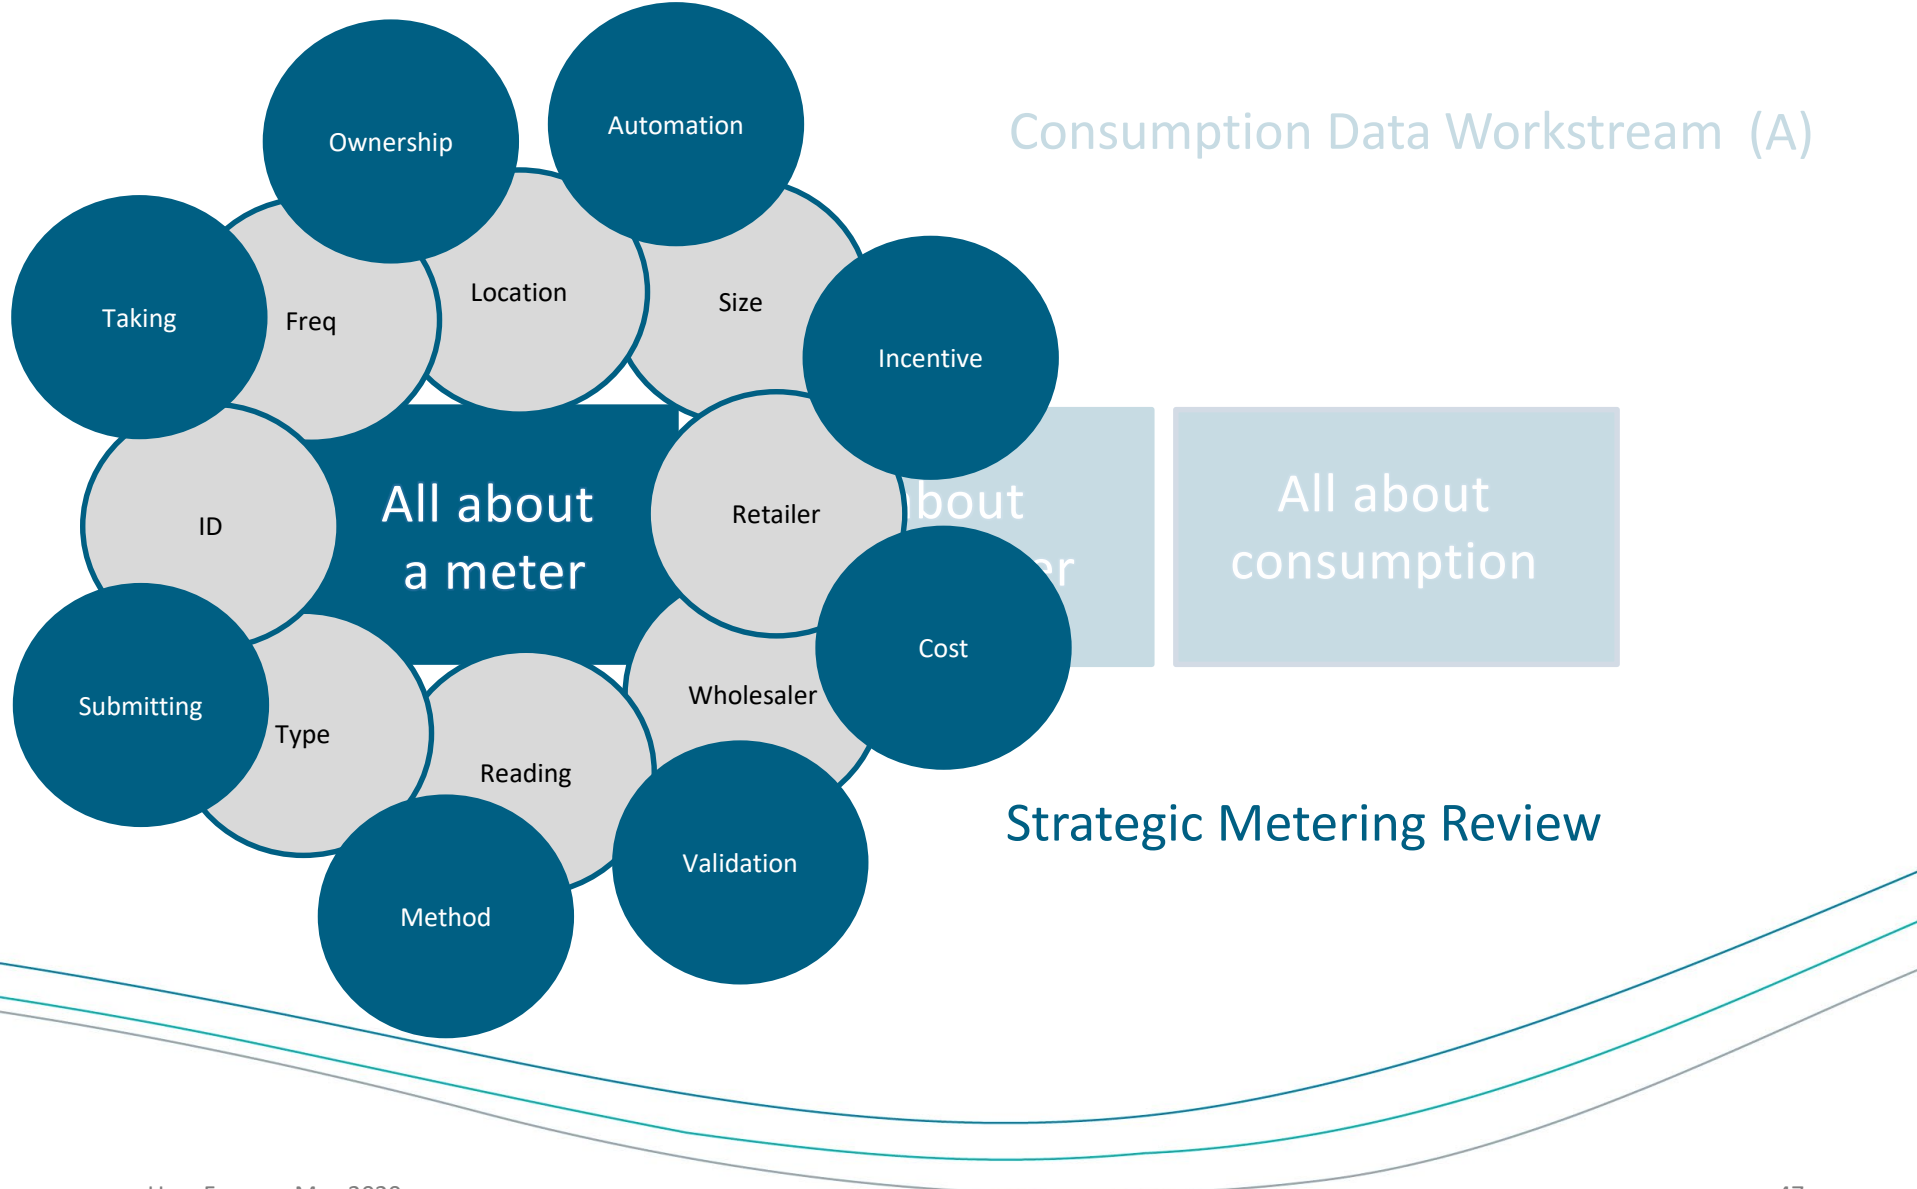 Automation
Ownership
Consumption Data Workstream (A)
Location
Size
Taking
Freq
Incentive
All about
a meter
Retailer
bout
er
All about
consumption
ID
Cost
Wholesaler
Submitting
Type
Reading
Strategic Metering Review
Validation
Method